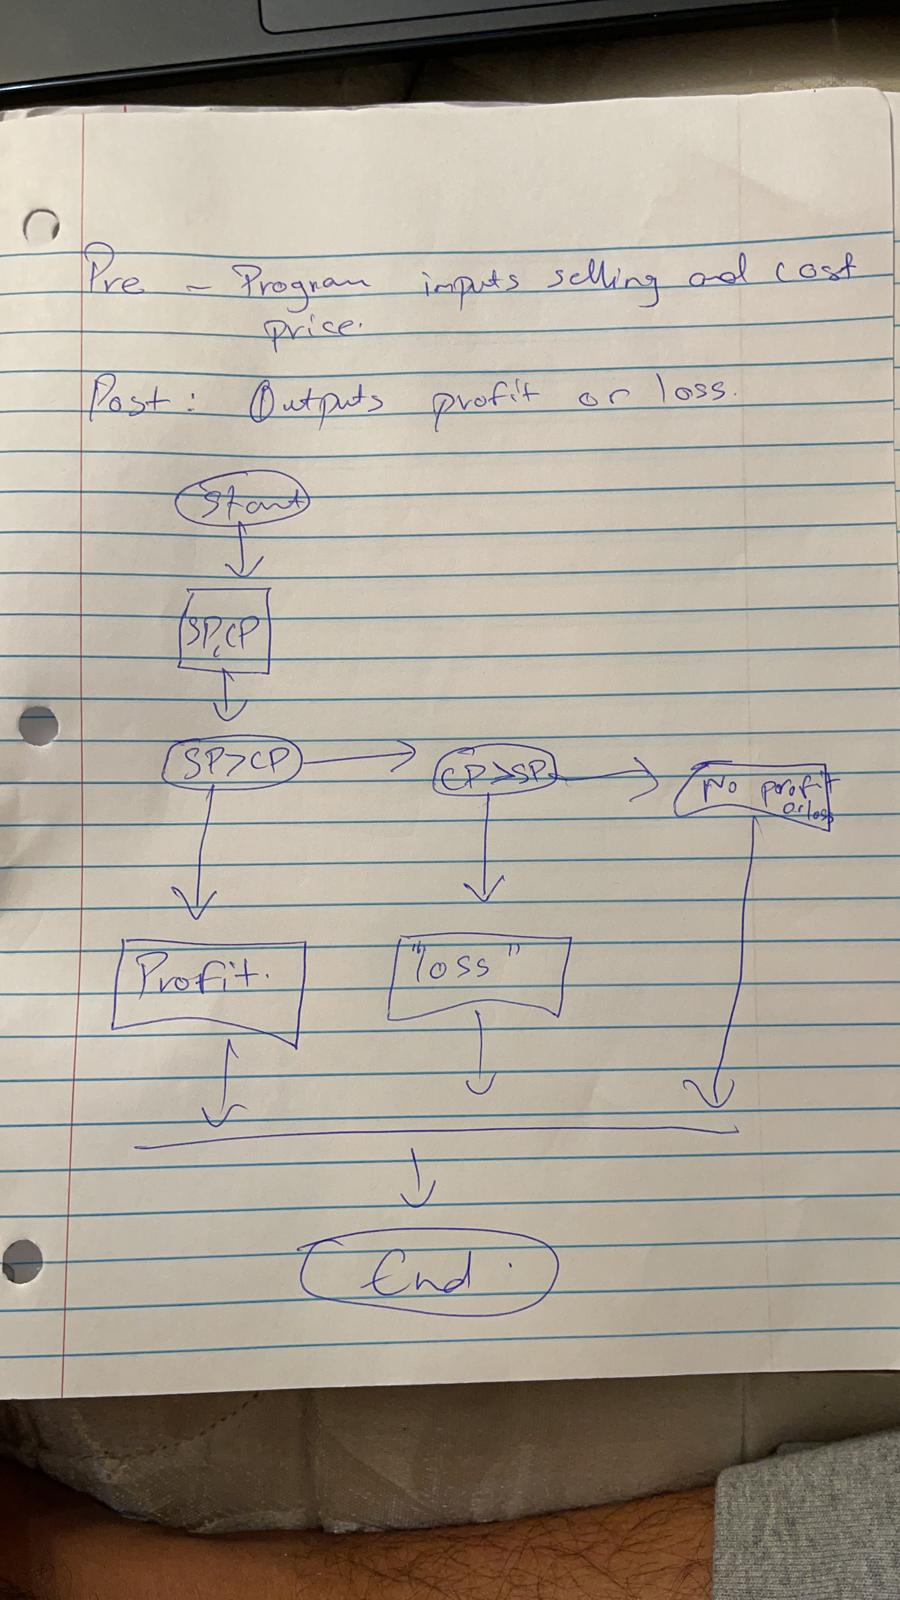 Pre - Program inputs selling and cost
price.
Post: Outputs profit or loss.
Start
SP, CP
SP>CP
CP>SP
No profit
or loss
Profit.
"loss"
End.